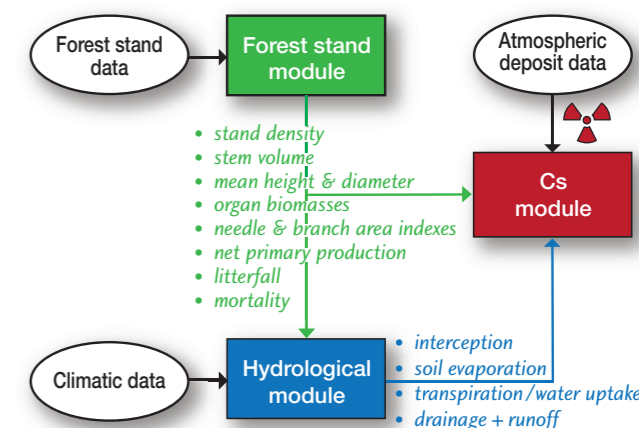 Forest stand
data
Forest stand
module
Atmospheric
deposit data
• stand density
• stem volume
• mean height & diameter
• organ biomasses
• needle & branch area indexes
• net primary production
• litterfall
• mortality
Cs
module
Climatic data
Hydrological
module
• interception
• soil evaporation
• transpiration/water uptake
• drainage + runoff